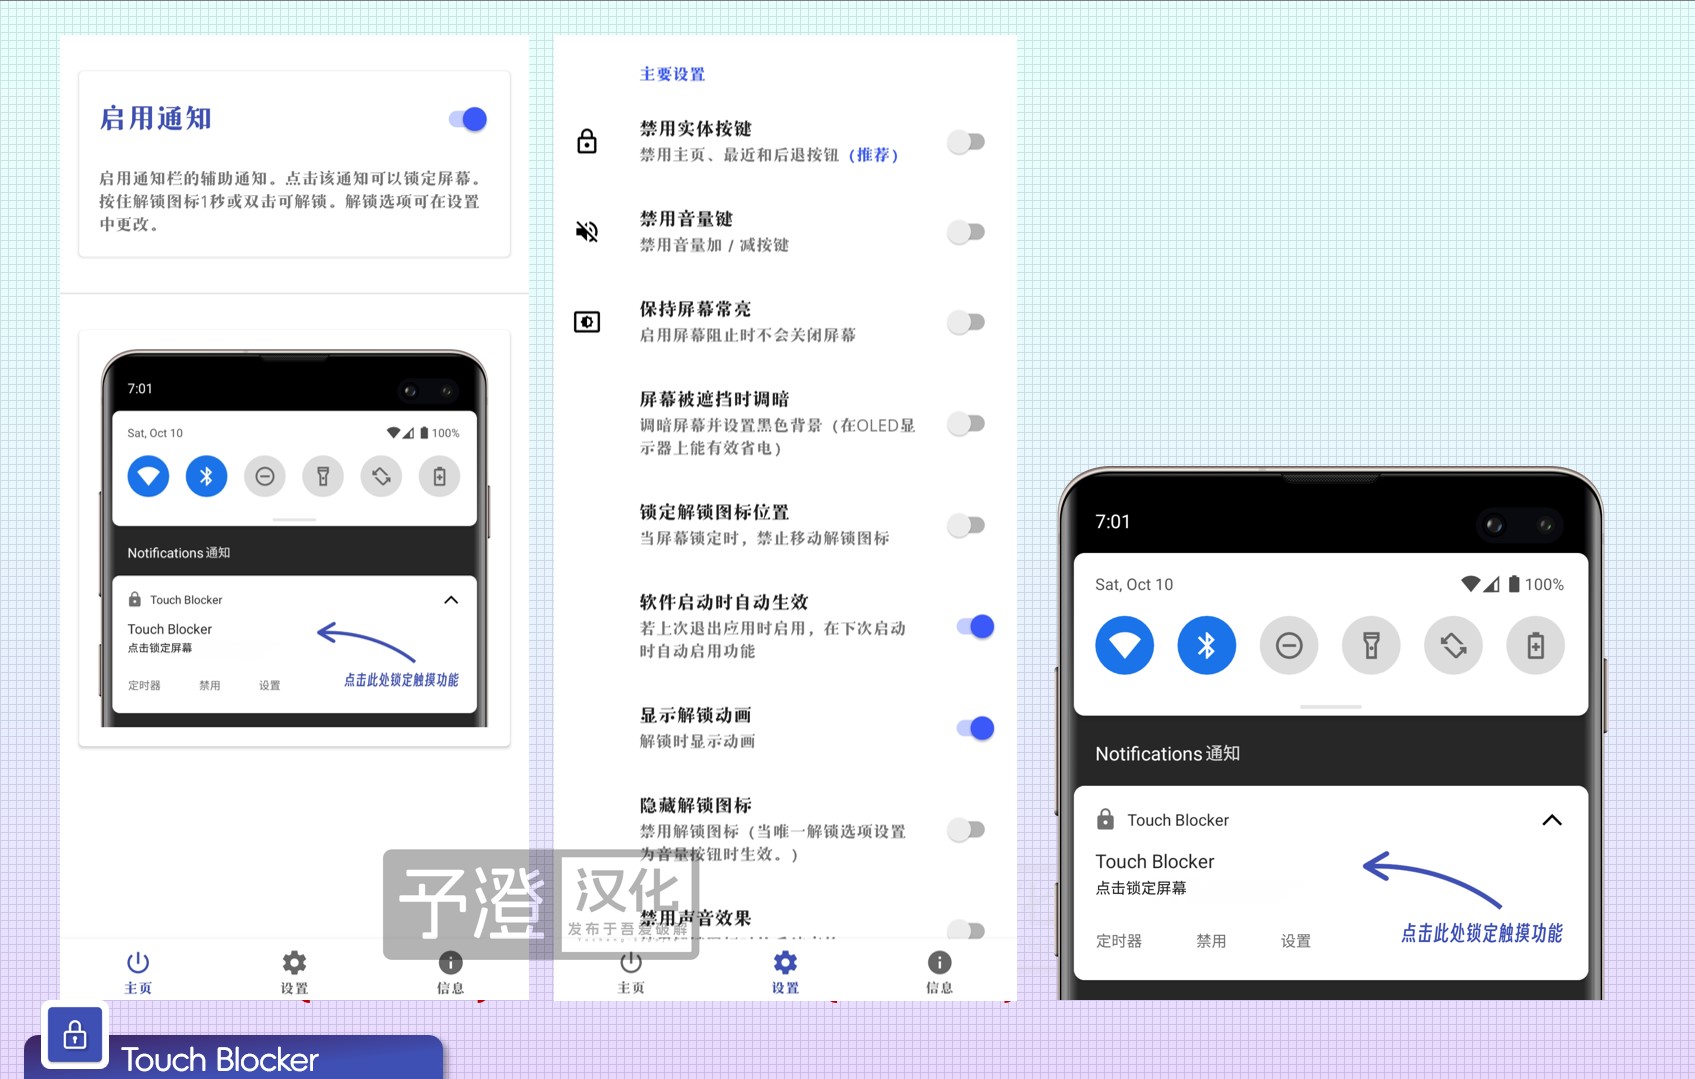 启用通知
启用通知栏的辅助通知。点击该通知可以锁定屏幕。
按住解锁图标1秒或双击可解锁。解锁选项可在设置
中更改。
7:01
Sat, Oct 10
100%
Notifications 通知
Touch Blocker
Touch Blocker
点击锁定屏幕
点击此处锁定触摸功能
定时器 禁用 设置
主页 设置 信息
主要设置
禁用实体按键
禁用主页、最近和后退按钮（推荐）
禁用音量键
禁用音量加 / 减按键
保持屏幕常亮
启用屏幕阻止时不会关闭屏幕
屏幕被遮挡时调暗
调暗屏幕并设置黑色背景（在OLED显
示器上能有效省电）
锁定解锁图标位置
当屏幕锁定时，禁止移动解锁图标
软件启动时自动生效
若上次退出应用时启用，在下次启动
时自动启用功能
显示解锁动画
解锁时显示动画
隐藏解锁图标
禁用解锁图标（当唯一解锁选项设置
为音量按钮时生效。）
禁用声音效果
主页 设置 信息
子澄 汉化
发布于吾爱破解
7:01
Sat, Oct 10
100%
Notifications 通知
Touch Blocker
Touch Blocker
点击锁定屏幕
点击此处锁定触摸功能
定时器 禁用 设置
Touch Blocker